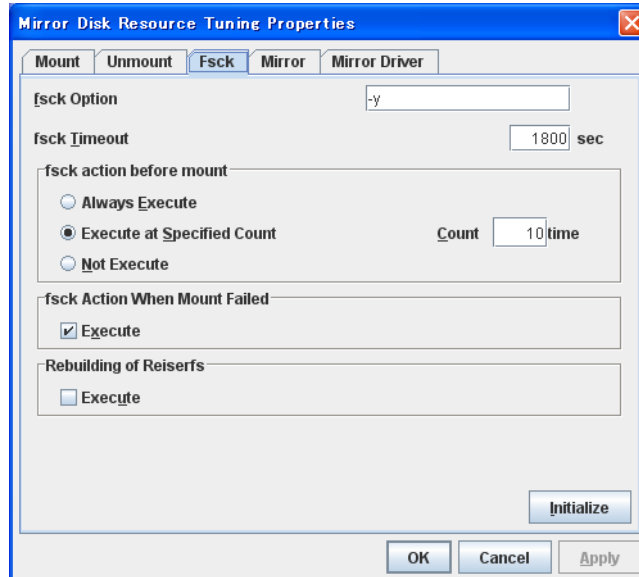 Mirror Disk Resource Tuning Properties
Mount Unmount Fsck Mirror Mirror Driver
fsck Option -y
fsck Timeout 1800 sec
fsck action before mount
Always Execute
Execute at Specified Count Count 10 time
Not Execute
fsck Action When Mount Failed
Execute
Rebuilding of Reiserfs
Execute
Initialize
OK Cancel Apply